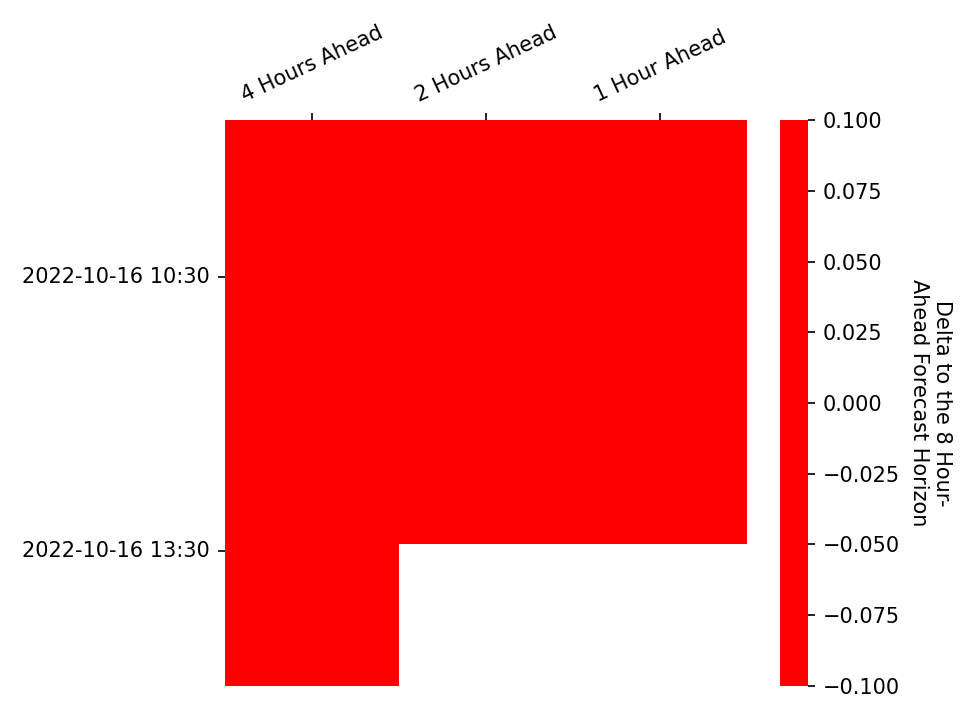 4 Hours Ahead
2 Hours Ahead
1 Hour Ahead
2022-10-16 10:30
2022-10-16 13:30
0.100
0.075
0.050
0.025
0.000
−0.025
−0.050
−0.075
−0.100
Delta to the 8 Hour-
Ahead Forecast Horizon